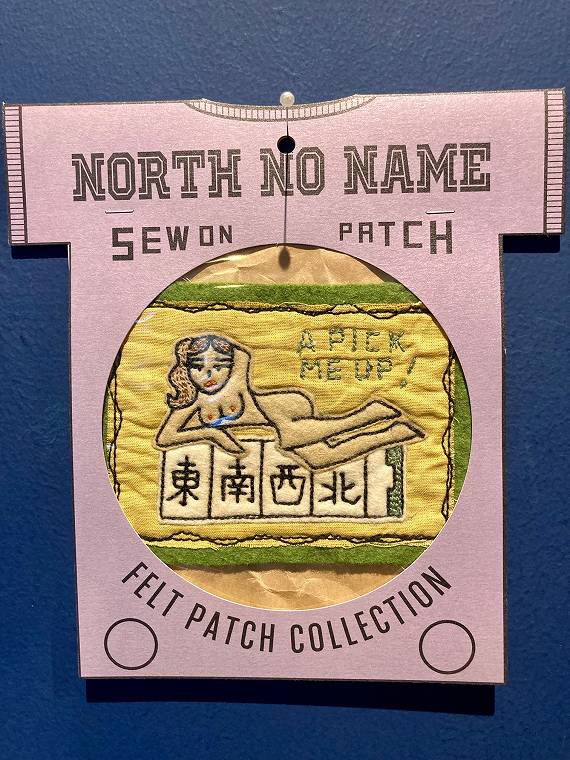 NORTH NO NAME
SEW ON PATCH
A PICK
ME UP!
東南西北
FELT PATCH COLLECTION